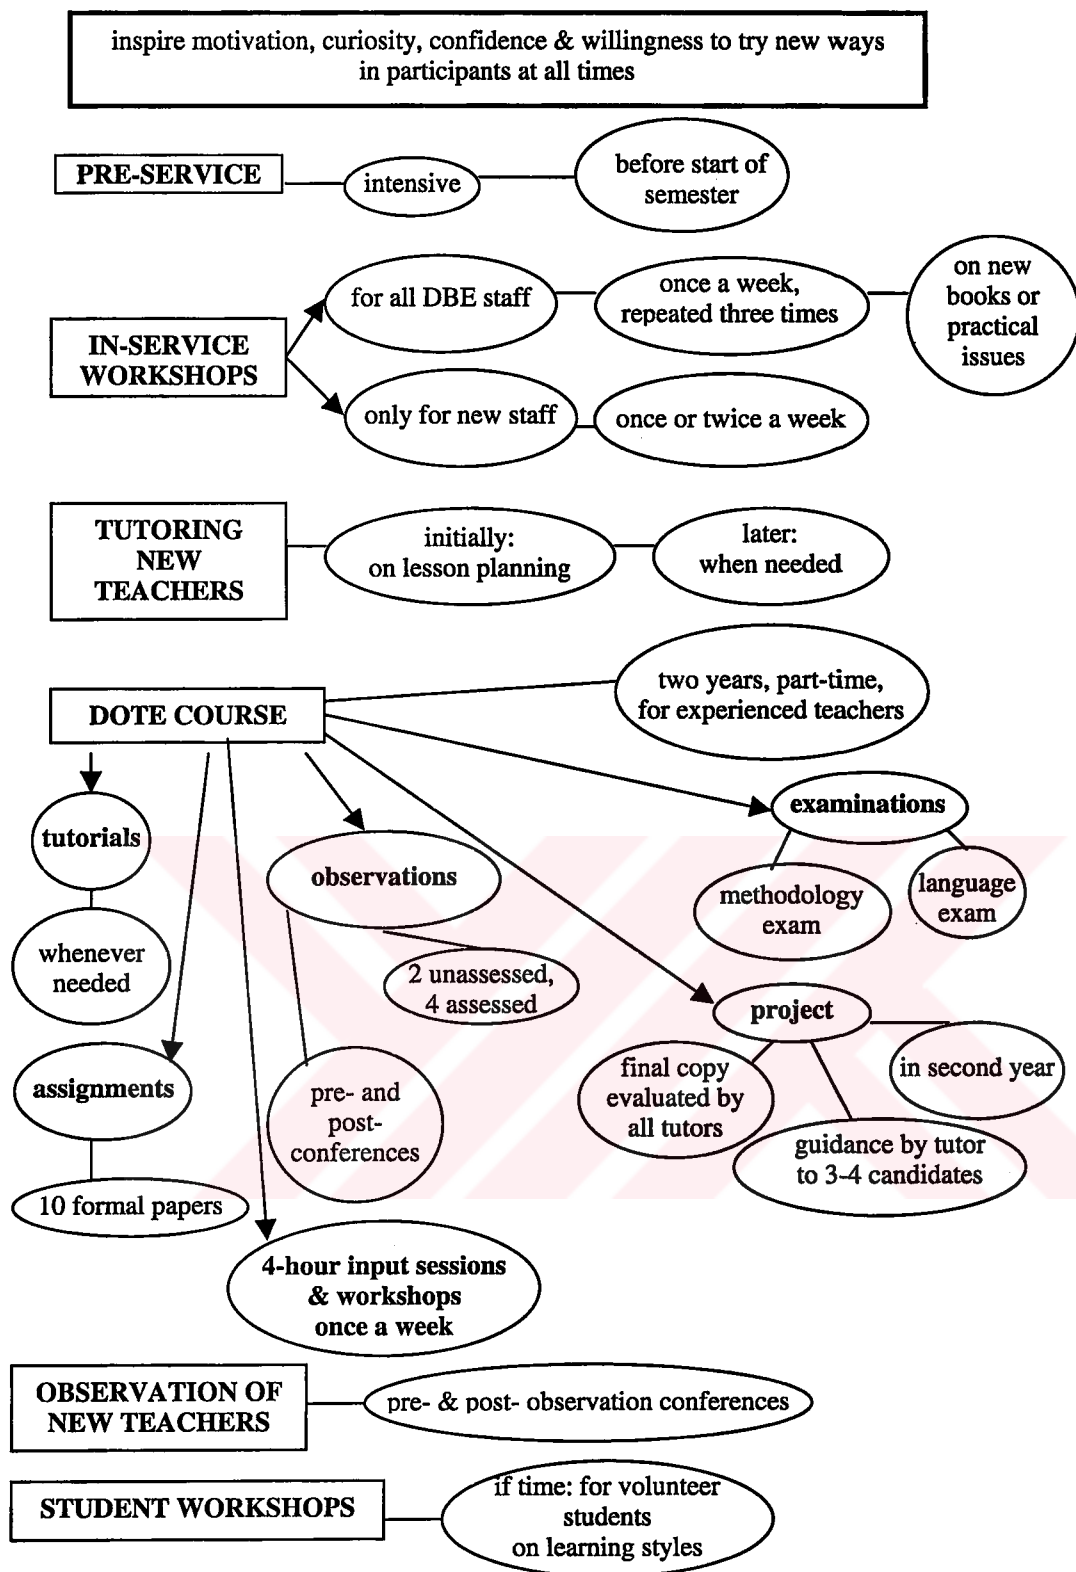 inspire motivation, curiosity, confidence & willingness to try new ways
in participants at all times
PRE-SERVICE
intensive
before start of
semester
IN-SERVICE
WORKSHOPS
for all DBE staff
once a week,
repeated three times
on new
books or
practical
issues
only for new staff
once or twice a week
TUTORING
NEW
TEACHERS
initially:
on lesson planning
later:
when needed
DOTE COURSE
two years, part-time,
for experienced teachers
examinations
methodology
exam
language
exam
tutorials
whenever
needed
observations
2 unassessed,
4 assessed
pre- and
post-
conferences
project
final copy
evaluated by
all tutors
in second year
guidance by tutor
to 3-4 candidates
assignments
10 formal papers
4-hour input sessions
& workshops
once a week
OBSERVATION OF
NEW TEACHERS
pre- & post- observation conferences
STUDENT WORKSHOPS
if time: for volunteer
students
on learning styles